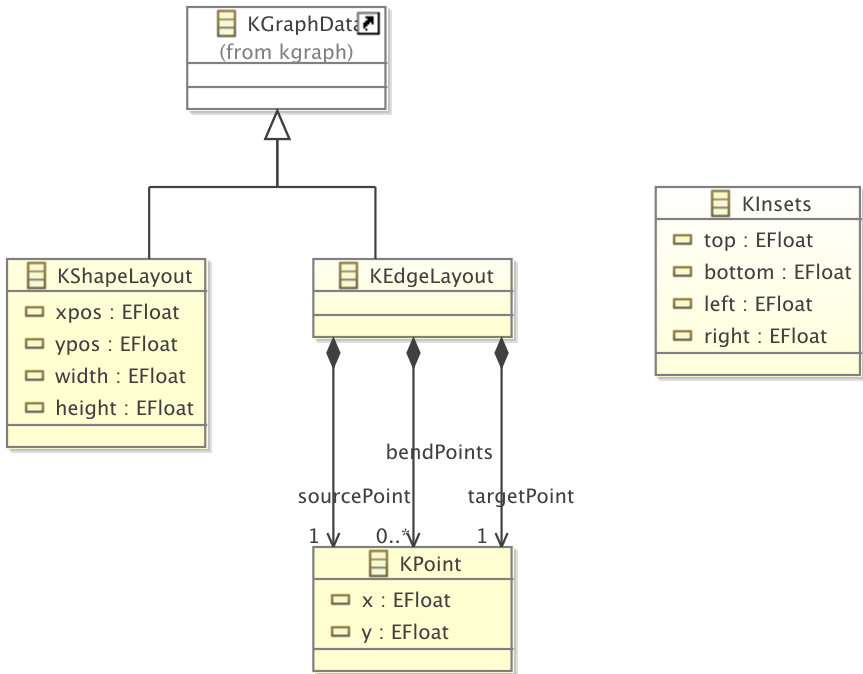 KGraphData
(from kgraph)
KInsets
top : EFloat
bottom : EFloat
left : EFloat
right : EFloat
KShapeLayout
xpos : EFloat
ypos : EFloat
width : EFloat
height : EFloat
KEdgeLayout
bendPoints
sourcePoint
targetPoint
1
0..*
1
KPoint
x : EFloat
y : EFloat